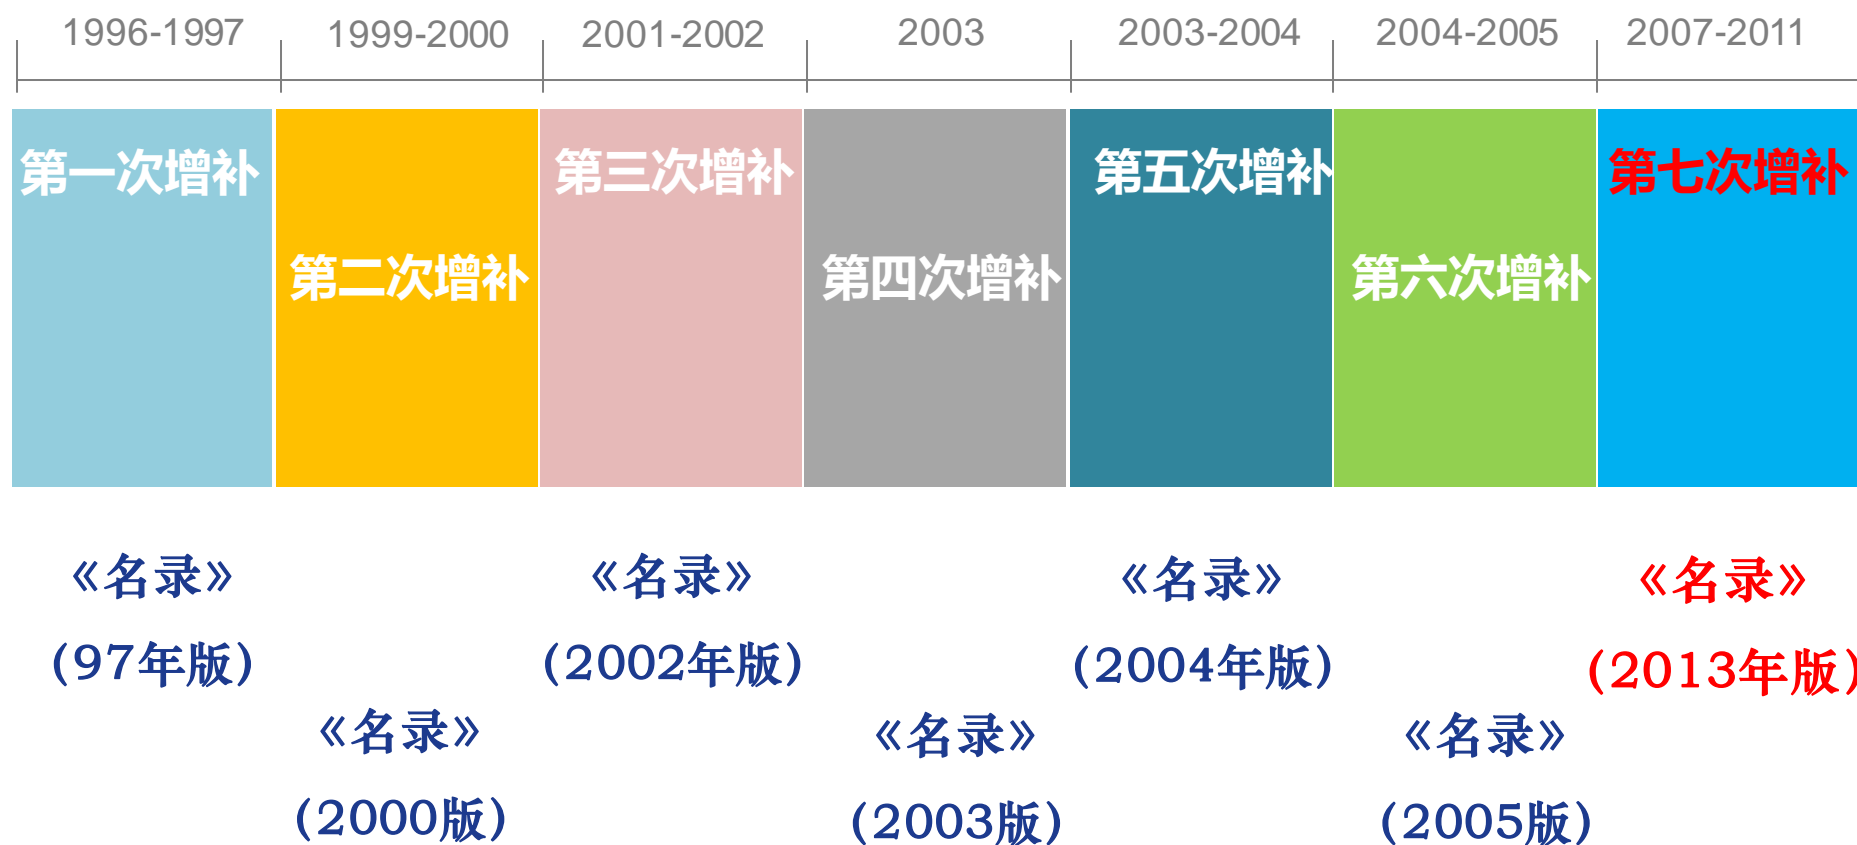 1996-1997
1999-2000
2001-2002
2003
2003-2004
2004-2005
2007-2011
第一次增补
第二次增补
第三次增补
第四次增补
第五次增补
第六次增补
第七次增补
《名录》
(97年版)
《名录》
(2000版)
《名录》
(2002年版)
《名录》
(2003版)
《名录》
(2004年版)
《名录》
(2005版)
《名录》
(2013年版)